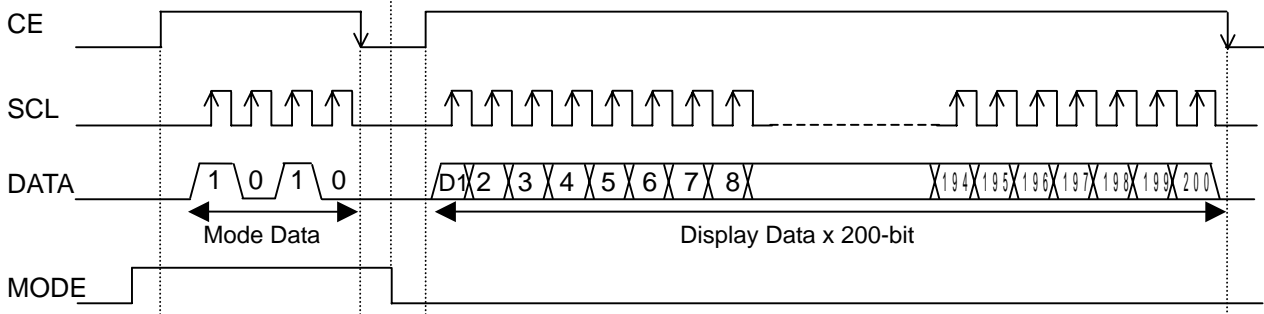 CE
SCL
DATA 1 0 1 0 D1 2 3 4 5 6 7 8 194 195 196 197 198 199 200
Mode Data Display Data x 200-bit
MODE